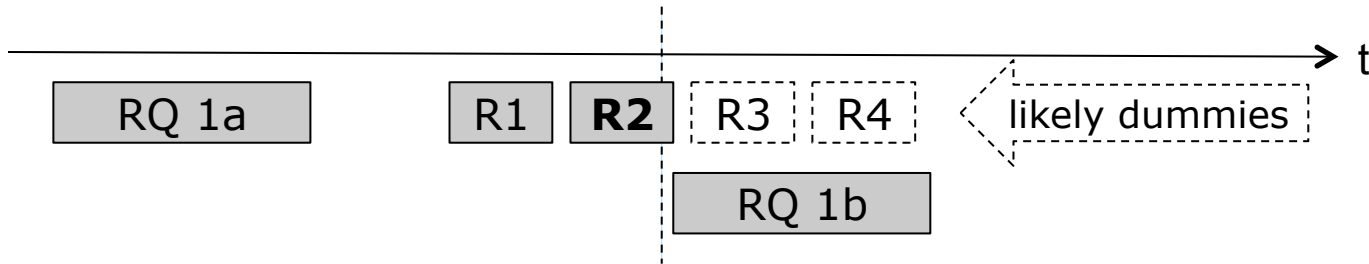 t
RQ 1a
R1
R2
R3
R4
likely dummies
RQ 1b